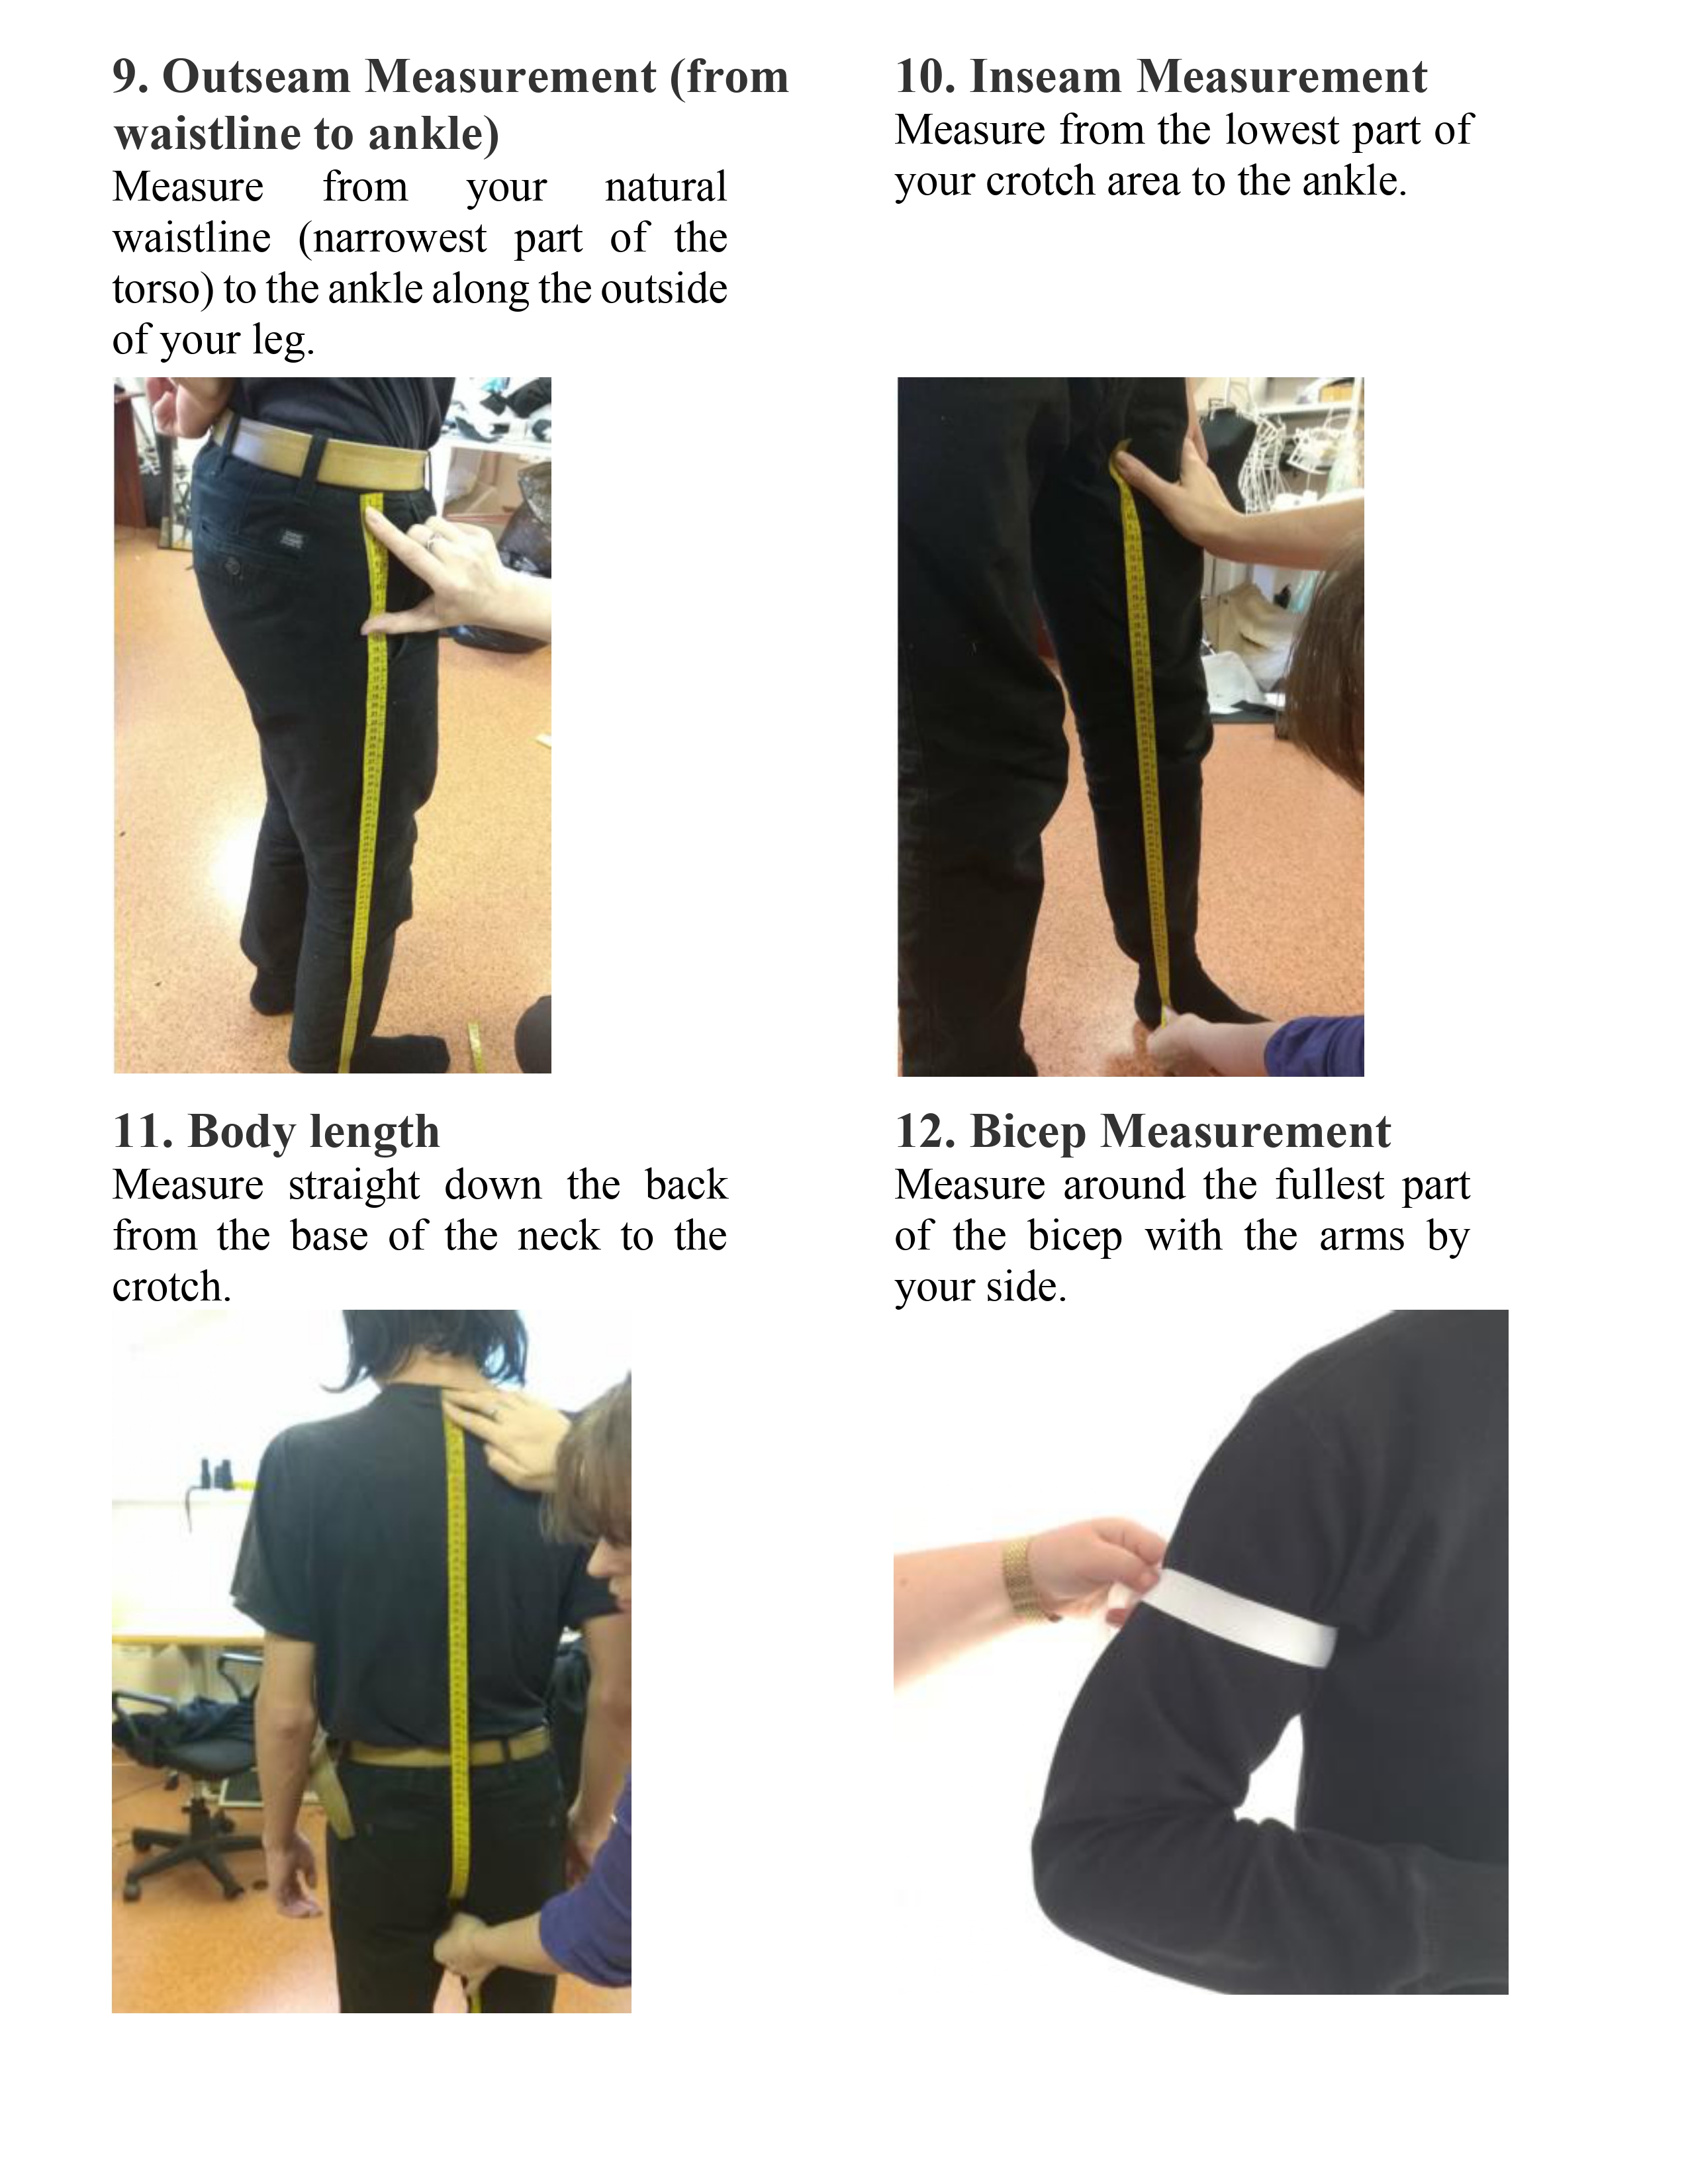 9. Outseam Measurement (from
waistline to ankle)
Measure from your natural
waistline (narrowest part of the
torso) to the ankle along the outside
of your leg.
10. Inseam Measurement
Measure from the lowest part of
your crotch area to the ankle.
11. Body length
Measure straight down the back
from the base of the neck to the
crotch.
12. Bicep Measurement
Measure around the fullest part
of the bicep with the arms by
your side.